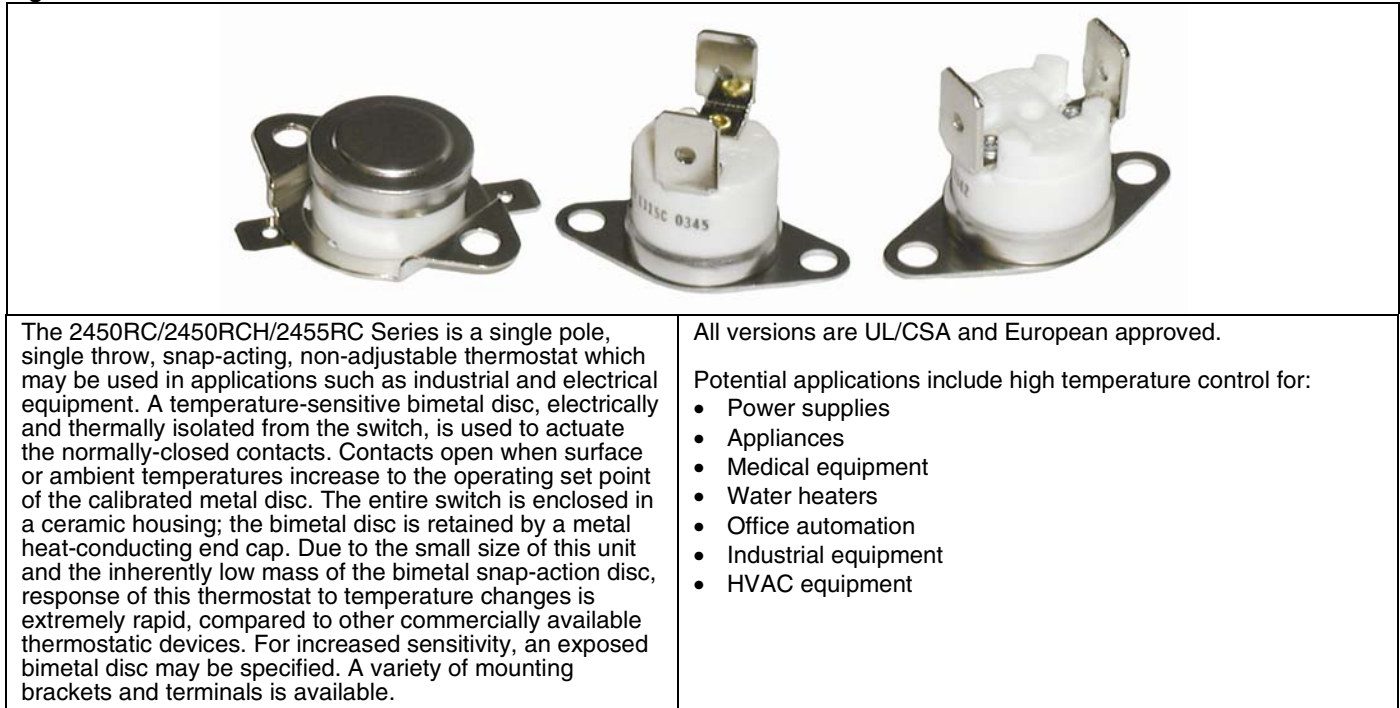 115C 0345
The 2450RC/2450RCH/2455RC Series is a single pole,
single throw, snap-acting, non-adjustable thermostat which
may be used in applications such as industrial and electrical
equipment. A temperature-sensitive bimetal disc, electrically
and thermally isolated from the switch, is used to actuate
the normally-closed contacts. Contacts open when surface
or ambient temperatures increase to the operating set point
of the calibrated metal disc. The entire switch is enclosed in
a ceramic housing; the bimetal disc is retained by a metal
heat-conducting end cap. Due to the small size of this unit
and the inherently low mass of the bimetal snap-action disc,
response of this thermostat to temperature changes is
extremely rapid, compared to other commercially available
thermostatic devices. For increased sensitivity, an exposed
bimetal disc may be specified. A variety of mounting
brackets and terminals is available.
All versions are UL/CSA and European approved.
Potential applications include high temperature control for:
• Power supplies
• Appliances
• Medical equipment
• Water heaters
• Office automation
• Industrial equipment
• HVAC equipment